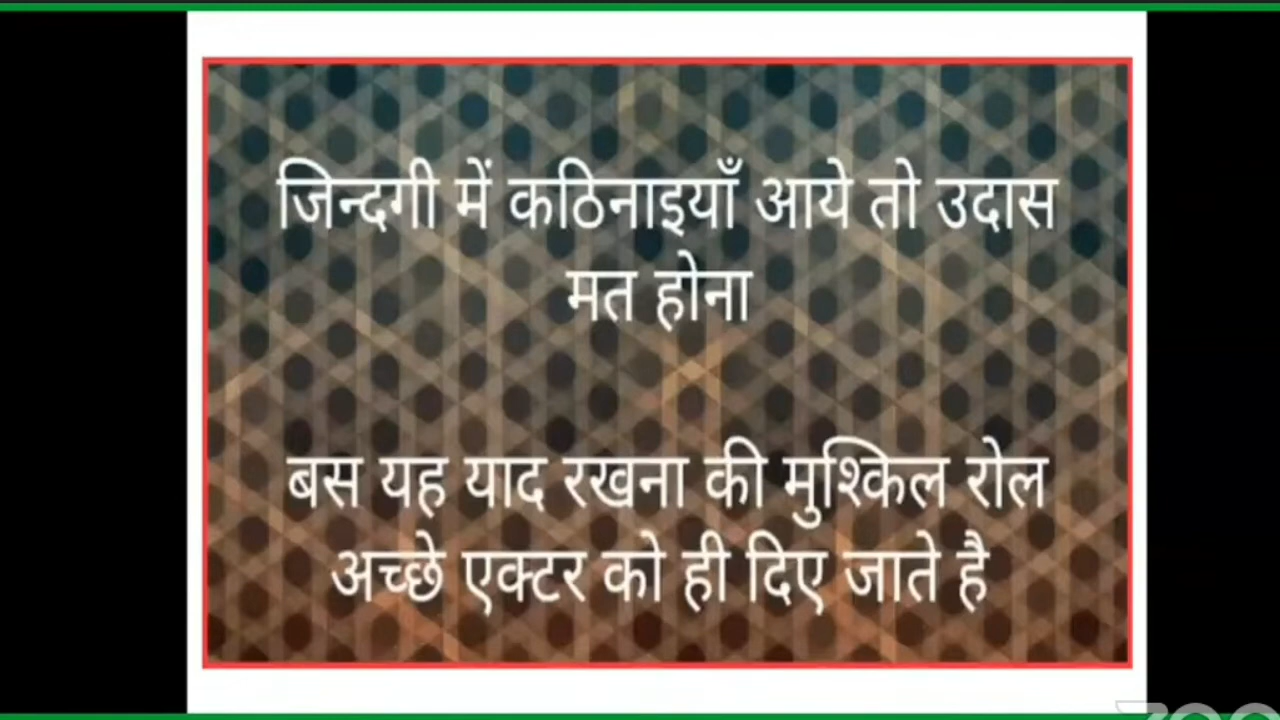 जिन्दगी में कठिनाइयाँ आये तो उदास
मत होना
बस यह याद रखना की मुश्किल रोल
अच्छे एक्टर को ही दिए जाते है